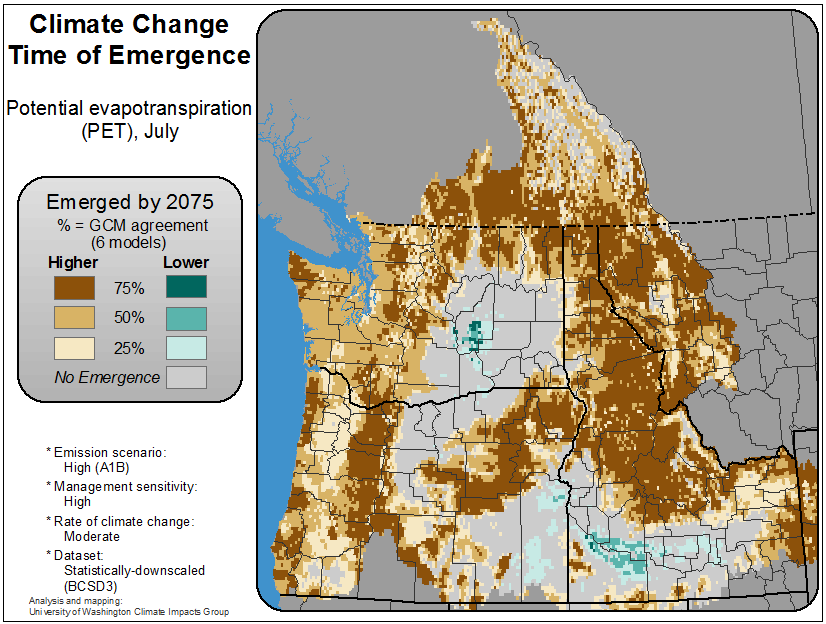 Climate Change
Time of Emergence
Potential evapotranspiration
(PET), July
Emerged by 2075
% = GCM agreement
(6 models)
Higher Lower
75%
50%
25%
No Emergence
* Emission scenario:
High (A1B)
* Management sensitivity:
High
* Rate of climate change:
Moderate
* Dataset:
Statistically-downscaled
(BCSD3)
Analysis and mapping:
University of Washington Climate Impacts Group